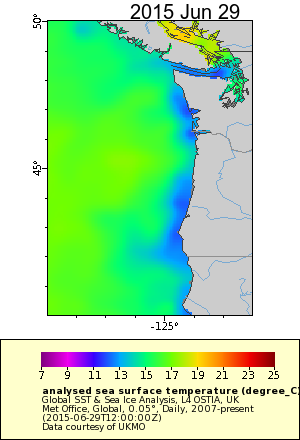 2015 Jun 29
50°
45°
-125°
7 9 11 13 15 17 19 21 23 25
analysed sea surface temperature (degree_C)
Global SST & Sea Ice Analysis, L4 OSTIA, UK
Met Office, Global, 0.05°, Daily, 2007-present
(2015-06-29T12:00:00Z)
Data courtesy of UKMO